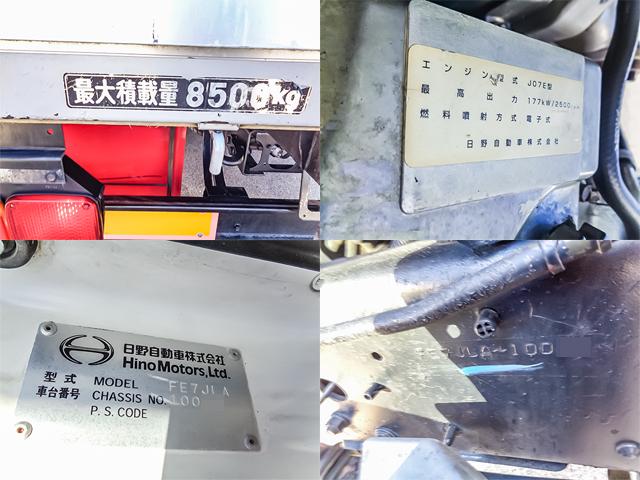 最大積載量 8500kg
エンジン型式 J07E型
最高出力 177kW/2500
燃料噴射方式 電子式
日野自動車株式会社
日野自動車株式会社
HinoMotors,Ltd.
型式 MODEL FE7JLA
車台番号 CHASSIS NO. 100
P.S.CODE
FE7JLA-100